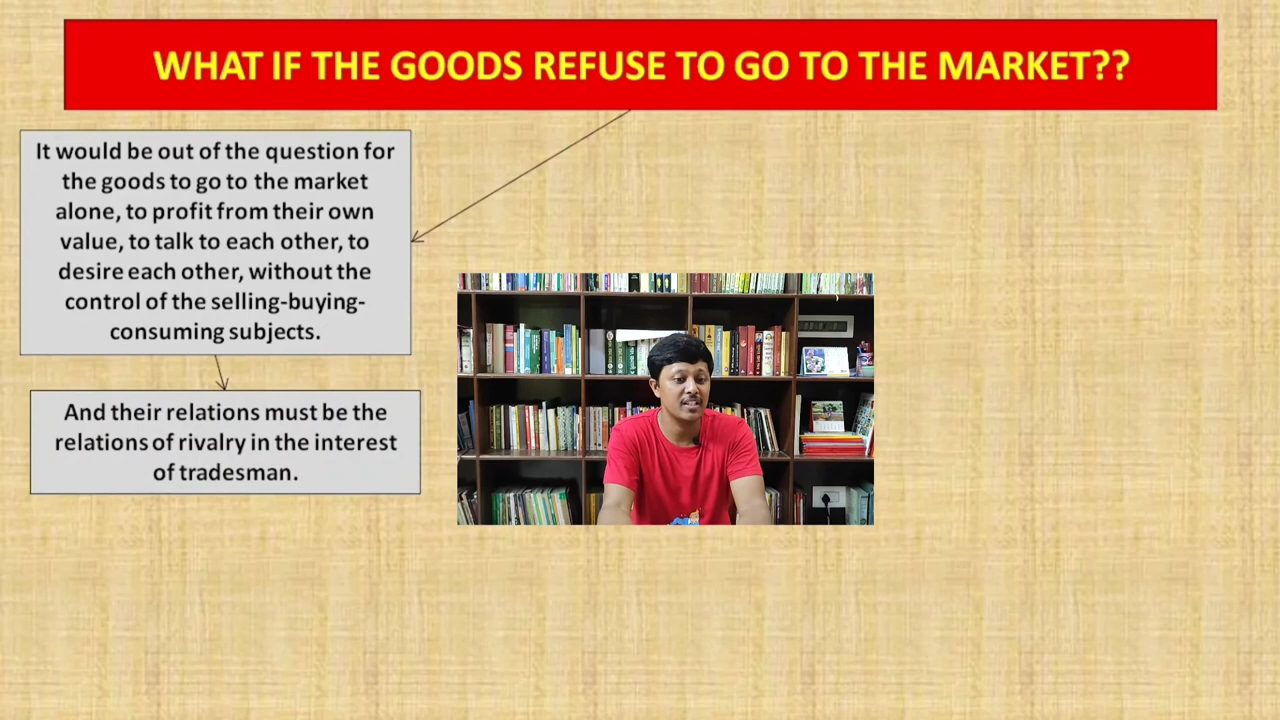 WHAT IF THE GOODS REFUSE TO GO TO THE MARKET??
It would be out of the question for
the goods to go to the market
alone, to profit from their own
value, to talk to each other, to
desire each other, without the
control of the selling-buying-
consuming subjects.
And their relations must be the
relations of rivalry in the interest
of tradesman.